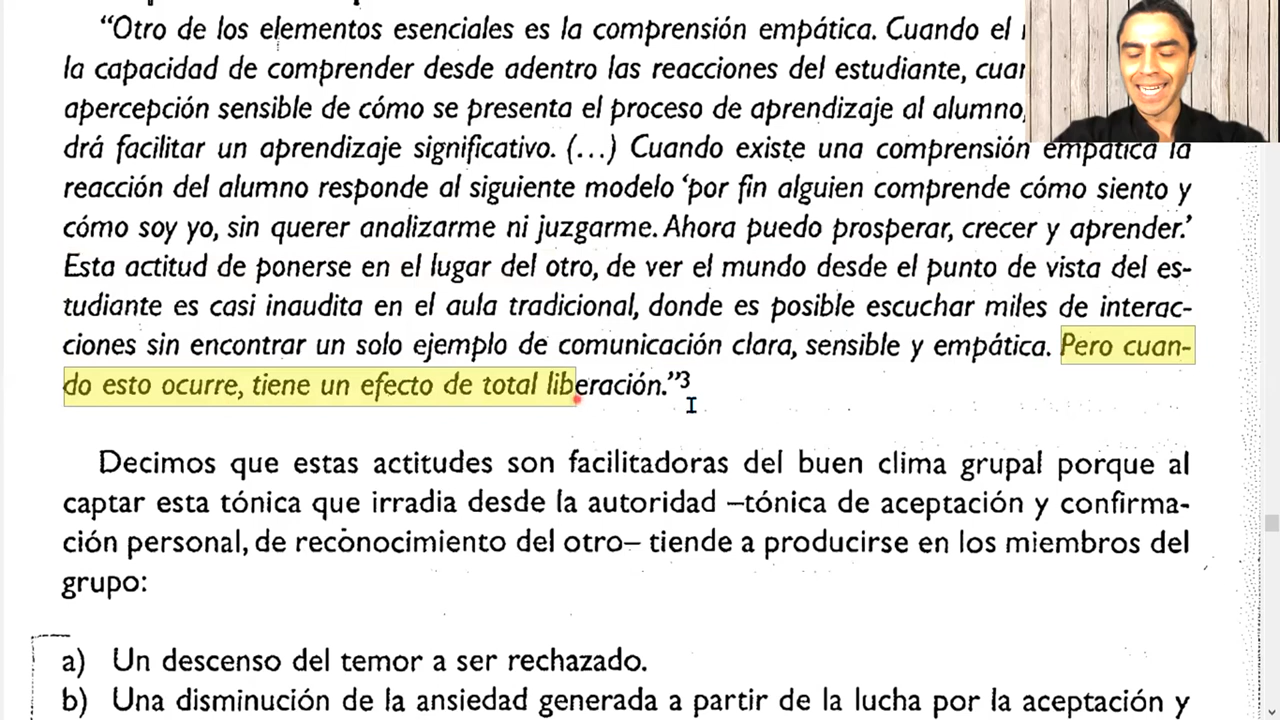 “Otro de los elementos esenciales es la comprensión empática. Cuando el
la capacidad de comprender desde adentro las reacciones del estudiante,
apercepción sensible de cómo se presenta el proceso de aprendizaje al alumno,
drá facilitar un aprendizaje significativo. (...) Cuando existe una comprensión empática la
reacción del alumno responde al siguiente modelo ‘por fin alguien comprende cómo siento y
cómo soy yo, sin querer analizarme ni juzgarme. Ahora puedo prosperar, crecer y aprender.’
Esta actitud de ponerse en el lugar del otro, de ver el mundo desde el punto de vista del es-
tudiante es casi inaudita en el aula tradicional, donde es posible escuchar miles de interac-
ciones sin encontrar un solo ejemplo de comunicación clara, sensible y empática. Pero cuan-
do esto ocurre, tiene un efecto de total liberación.”3
Decimos que estas actitudes son facilitadoras del buen clima grupal porque al
captar esta tónica que irradia desde la autoridad –tónica de aceptación y confirma-
ción personal, de reconocimiento del otro– tiende a producirse en los miembros del
grupo:
a) Un descenso del temor a ser rechazado.
b) Una disminución de la ansiedad generada a partir de la lucha por la aceptación y